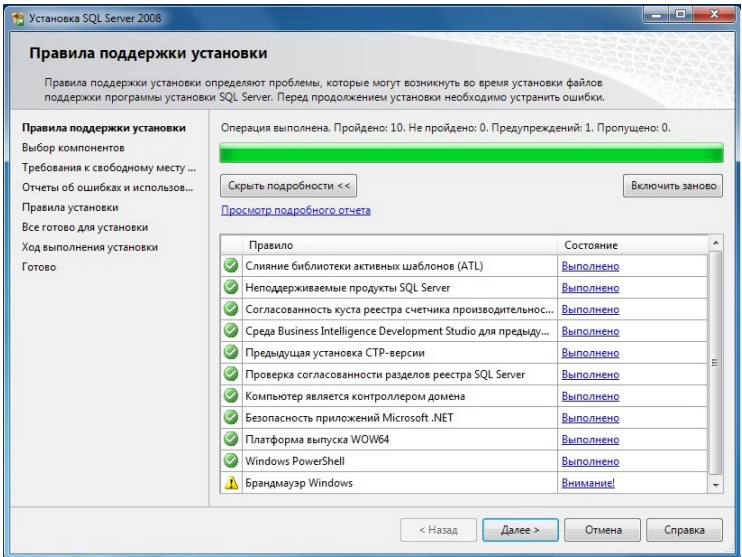 Установка SQL Server 2008
Правила поддержки установки
Правила поддержки установки определяют проблемы, которые могут возникнуть во время установки файлов
поддержки программы установки SQL Server. Перед продолжением установки необходимо устранить ошибки.
Правила поддержки установки
Выбор компонентов
Требования к свободному месту ...
Отчеты об ошибках и использов...
Правила установки
Все готово для установки
Ход выполнения установки
Готово
Операция выполнена. Пройдено: 10. Не пройдено: 0. Предупреждений: 1. Пропущено: 0.
Скрыть подробности << Включить заново
Просмотр подробного отчета
Правило Состояние
Слияние библиотеки активных шаблонов (ATL) Выполнено
Неподдерживаемые продукты SQL Server Выполнено
Согласованность куста реестра счетчика производительнос... Выполнено
Среда Business Intelligence Development Studio для предыду... Выполнено
Предыдущая установка CTP-версии Выполнено
Проверка согласованности разделов реестра SQL Server Выполнено
Компьютер является контроллером домена Выполнено
Безопасность приложений Microsoft .NET Выполнено
Платформа выпуска WOW64 Выполнено
Windows PowerShell Выполнено
Брандмауэр Windows Внимание!
< Назад Далее > Отмена Справка